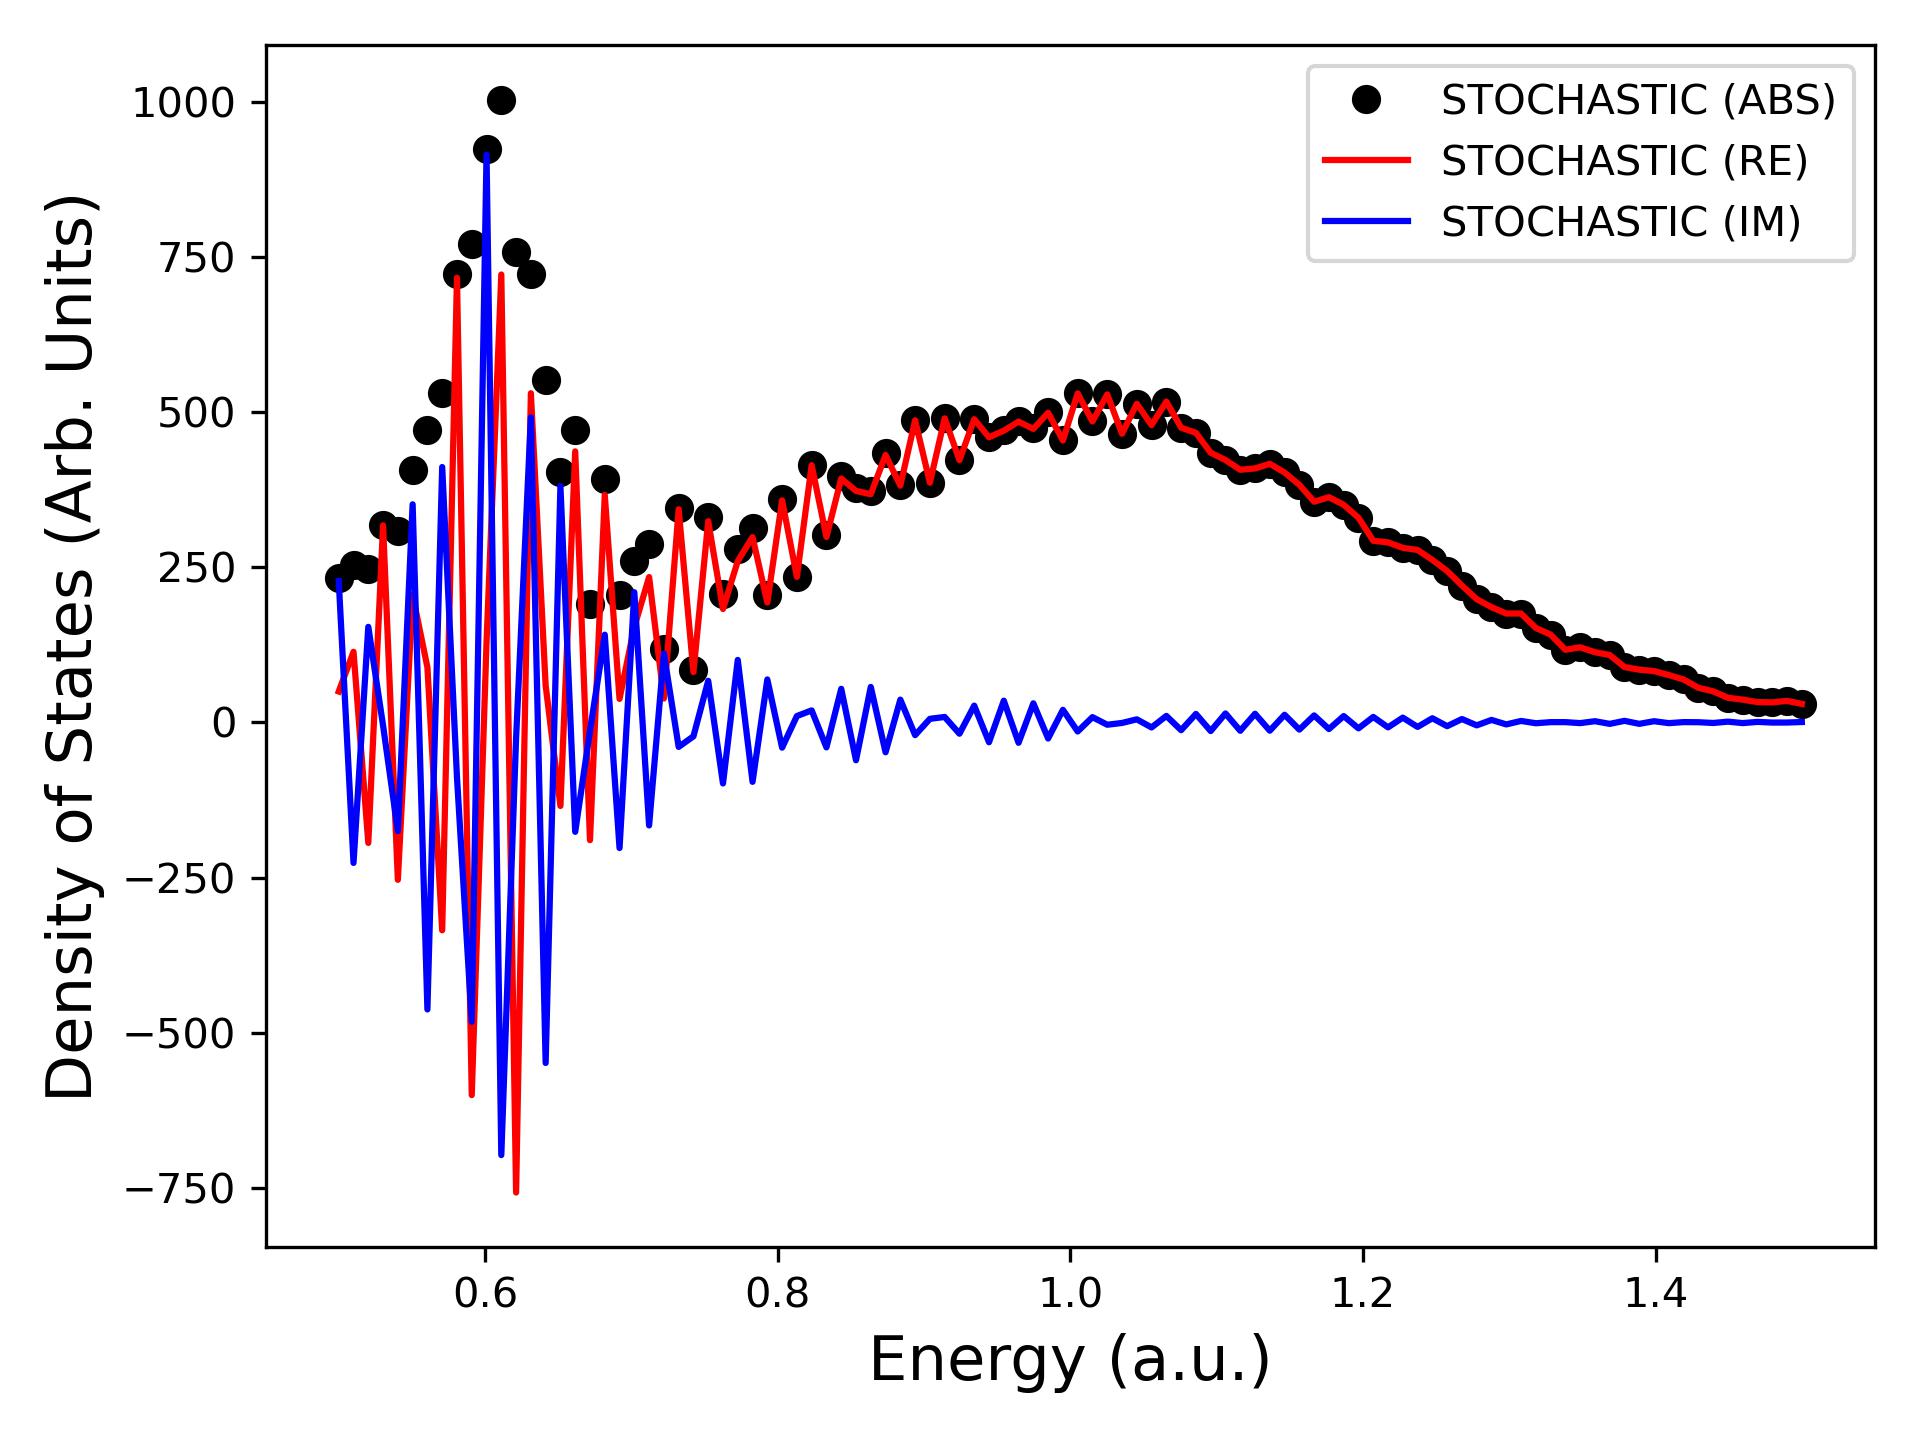 STOCHASTIC (ABS)
STOCHASTIC (RE)
STOCHASTIC (IM)
Density of States (Arb. Units)
1000
750
500
250
0
−250
−500
−750
0.6
0.8
1.0
1.2
1.4
Energy (a.u.)